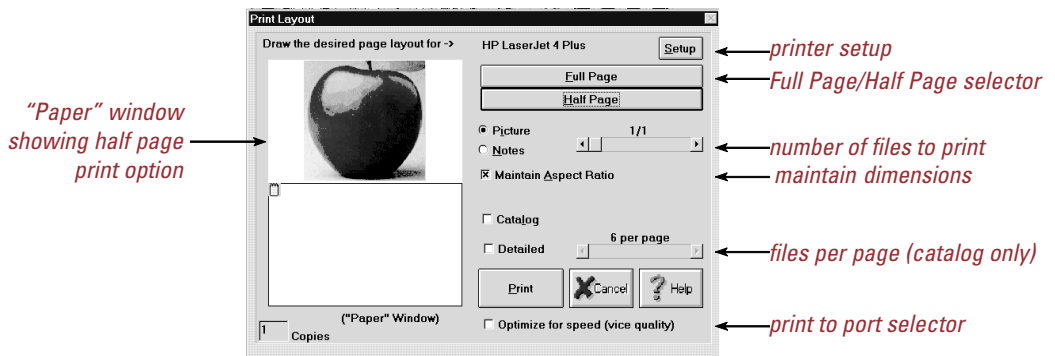 Print Layout
Draw the desired page layout for ->
HP LaserJet 4 Plus
Setup
printer setup
Full Page
Full Page/Half Page selector
Half Page
"Paper" window
showing half page
print option
Picture
1/1
Notes
number of files to print
Maintain Aspect Ratio
maintain dimensions
Catalog
6 per page
Detailed
files per page (catalog only)
Print
Cancel
? Help
("Paper" Window)
1
Copies
Optimize for speed (vice quality)
print to port selector